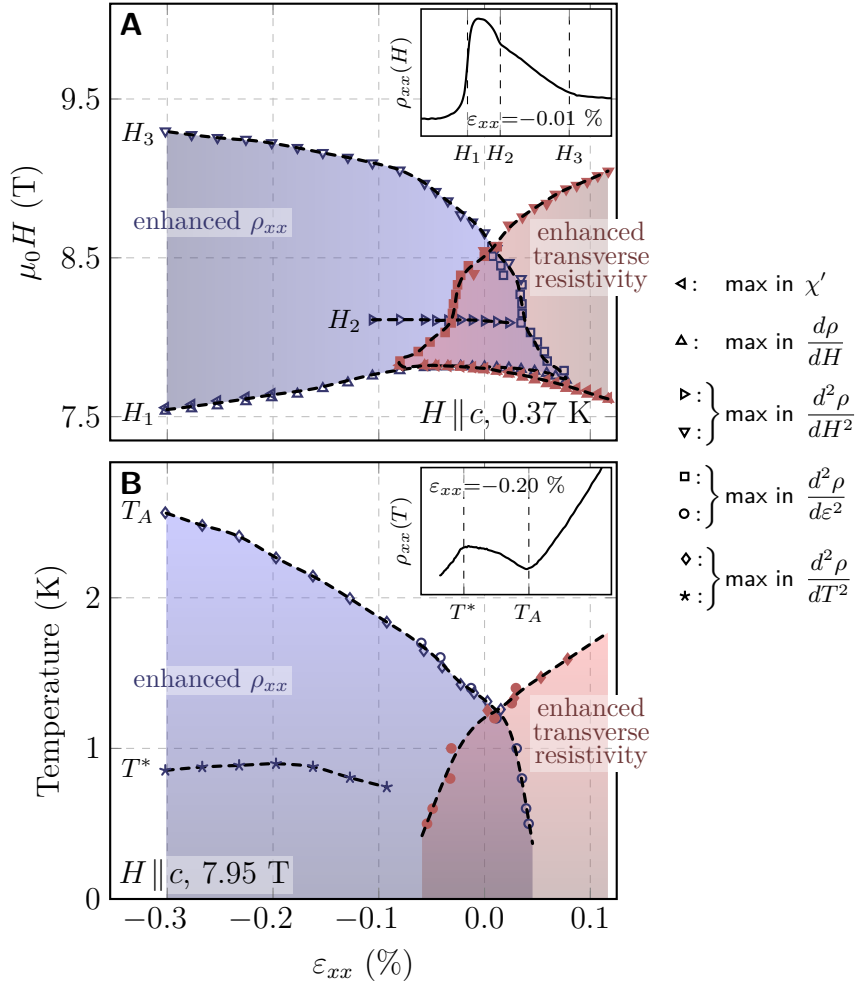 A
ρxx(H)
εxx=−0.01 %
H1 H2 H3
9.5
8.5
7.5
μ0H (T)
H3
enhanced ρxx
H2
H1
enhanced
transverse
resistivity
H ∥ c, 0.37 K
◁: max in χ′
△: max in dρ/dH
▷:
▽: } max in d²ρ/dH²
□:
○: } max in d²ρ/dε²
◇:
⋆: } max in d²ρ/dT²
B
ρxx(T)
εxx=−0.20 %
T* TA
TA
2
1
0
Temperature (K)
enhanced ρxx
T*
enhanced
transverse
resistivity
H ∥ c, 7.95 T
−0.3 −0.2 −0.1 0.0 0.1
εxx (%)